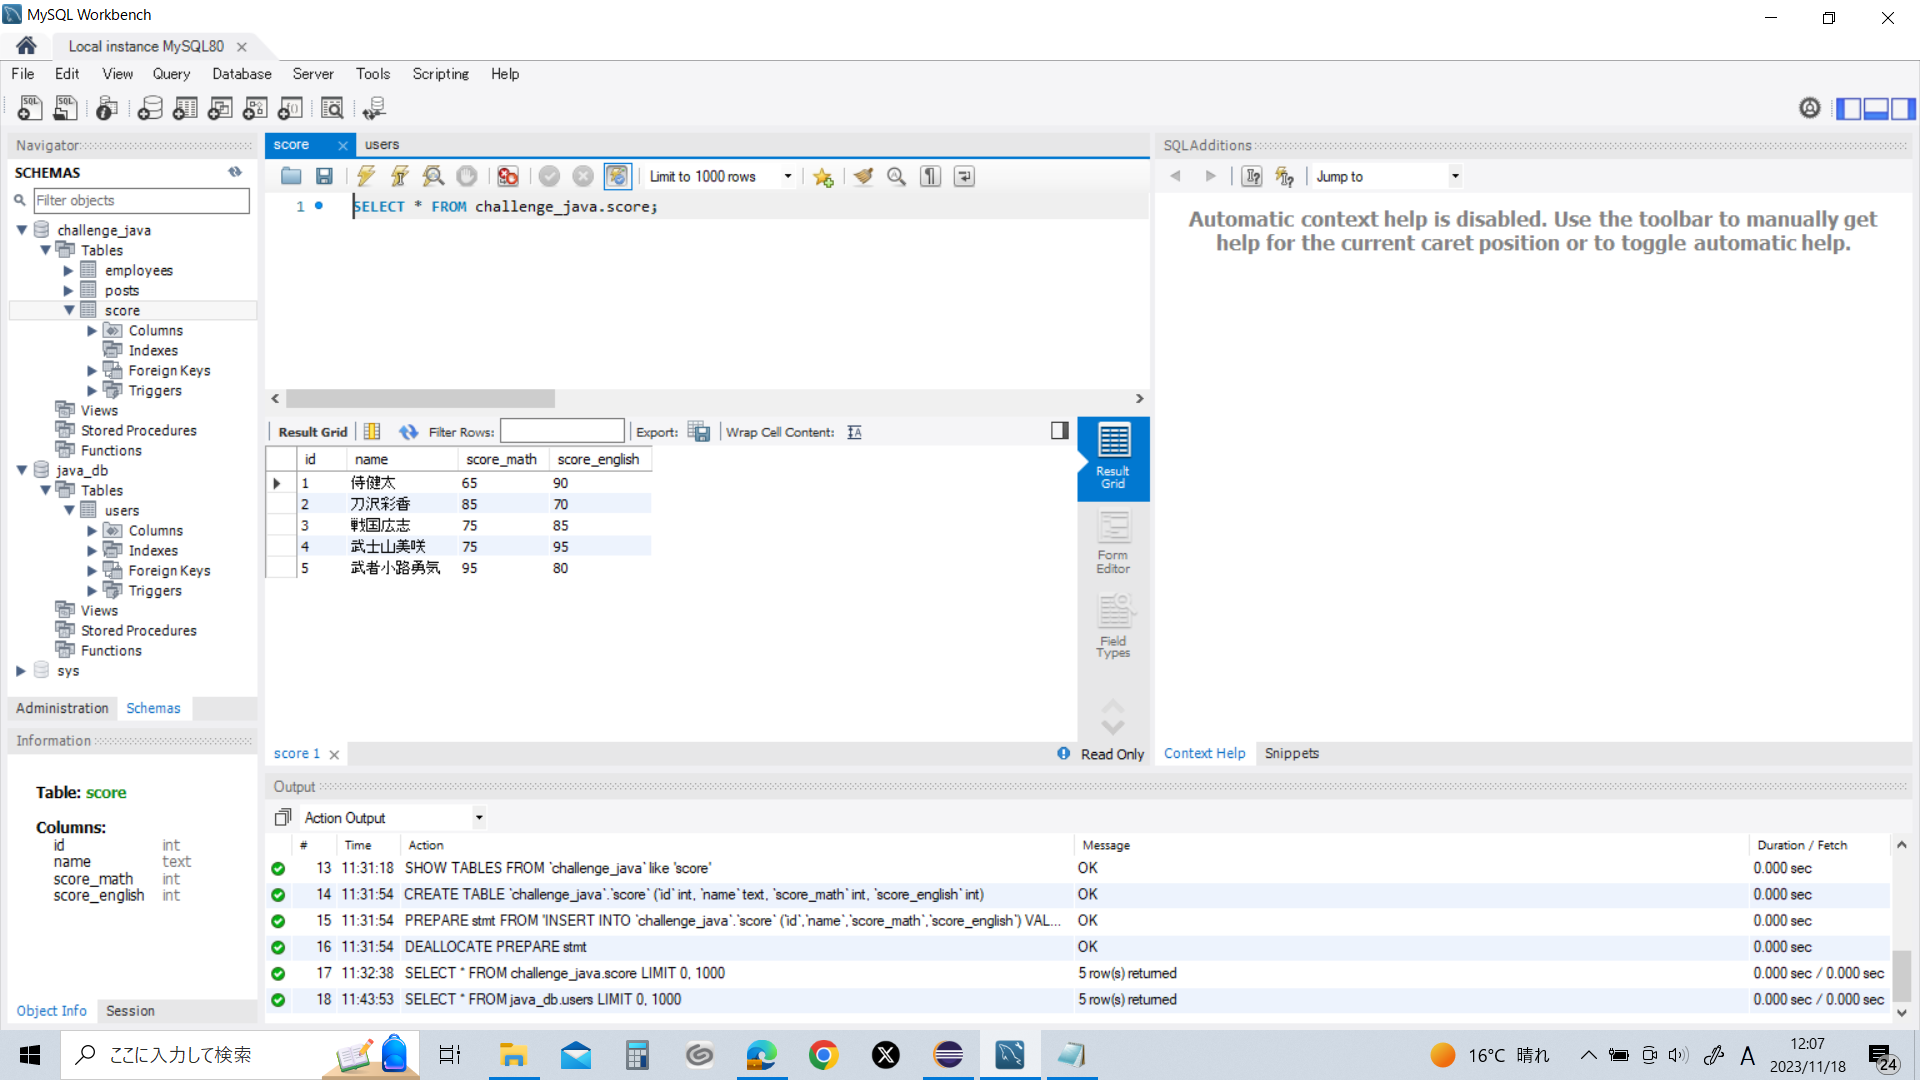 MySQL Workbench
Local instance MySQL80
File Edit View Query Database Server Tools Scripting Help
Navigator
SCHEMAS
Filter objects
challenge_java
Tables
employees
posts
score
Columns
Indexes
Foreign Keys
Triggers
Views
Stored Procedures
Functions
java_db
Tables
users
Columns
Indexes
Foreign Keys
Triggers
Views
Stored Procedures
Functions
sys
Administration Schemas
Information
Table: score
Columns:
id int
name text
score_math int
score_english int
Object Info Session
score users
Limit to 1000 rows
1 SELECT * FROM challenge_java.score;
Result Grid Filter Rows: Export: Wrap Cell Content:
id name score_math score_english
1 侍健太 65 90
2 刀沢彩香 85 70
3 戦国広志 75 85
4 武士山美咲 75 95
5 武者小路勇気 95 80
Result Grid
Form Editor
Field Types
score 1 Read Only
SQLAdditions
Jump to
Automatic context help is disabled. Use the toolbar to manually get
help for the current caret position or to toggle automatic help.
Context Help Snippets
Output
Action Output
# Time Action Message Duration / Fetch
13 11:31:18 SHOW TABLES FROM `challenge_java` like 'score' OK 0.000 sec
14 11:31:54 CREATE TABLE `challenge_java`.`score` (`id` int, `name` text, `score_math` int, `score_english` int) OK 0.000 sec
15 11:31:54 PREPARE stmt FROM 'INSERT INTO `challenge_java`.`score` (`id`,`name`,`score_math`,`score_english`) VAL... OK 0.000 sec
16 11:31:54 DEALLOCATE PREPARE stmt OK 0.000 sec
17 11:32:38 SELECT * FROM challenge_java.score LIMIT 0, 1000 5 row(s) returned 0.000 sec / 0.000 sec
18 11:43:53 SELECT * FROM java_db.users LIMIT 0, 1000 5 row(s) returned 0.000 sec / 0.000 sec
ここに入力して検索
16°C 晴れ
A
12:07
2023/11/18
24